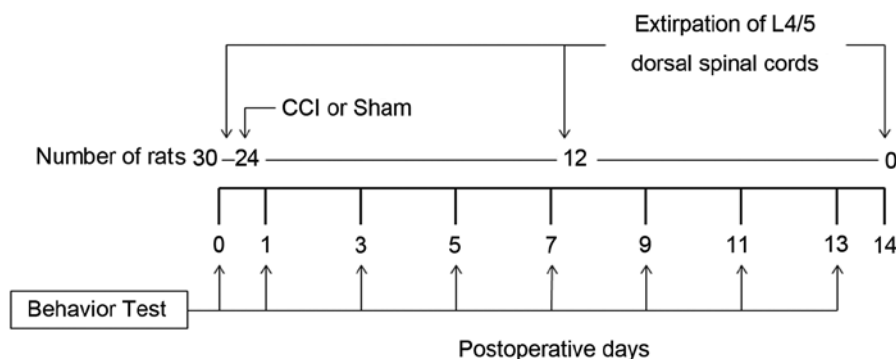 Extirpation of L4/5
dorsal spinal cords
CCI or Sham
Number of rats 30 24 12 0
0 1 3 5 7 9 11 13 14
Behavior Test
Postoperative days